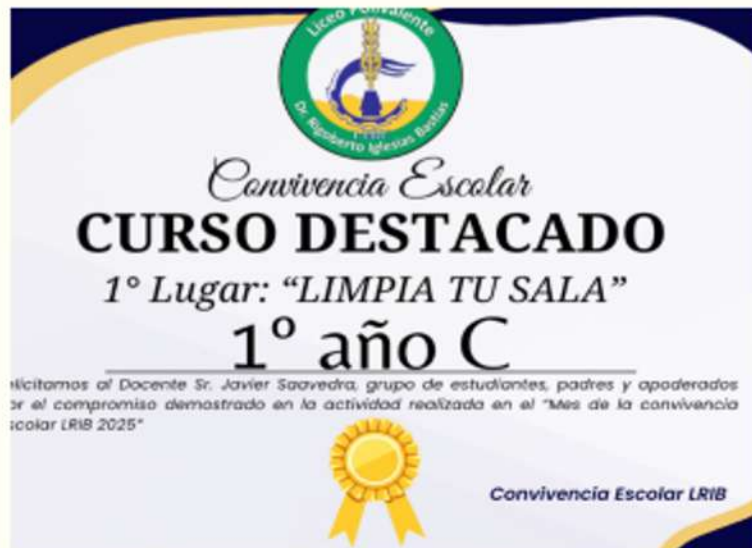 Liceo Polivalente
Dr. Rigoberto Iglesias Bastías
Convivencia Escolar
CURSO DESTACADO
1° Lugar: “LIMPIA TU SALA”
1º año C
licitamos al Docente Sr. Javier Saavedra, grupo de estudiantes, padres y apoderados
or el compromiso demostrado en la actividad realizada en el “Mes de la convivencia
scolar LRIB 2025”
Convivencia Escolar LRIB